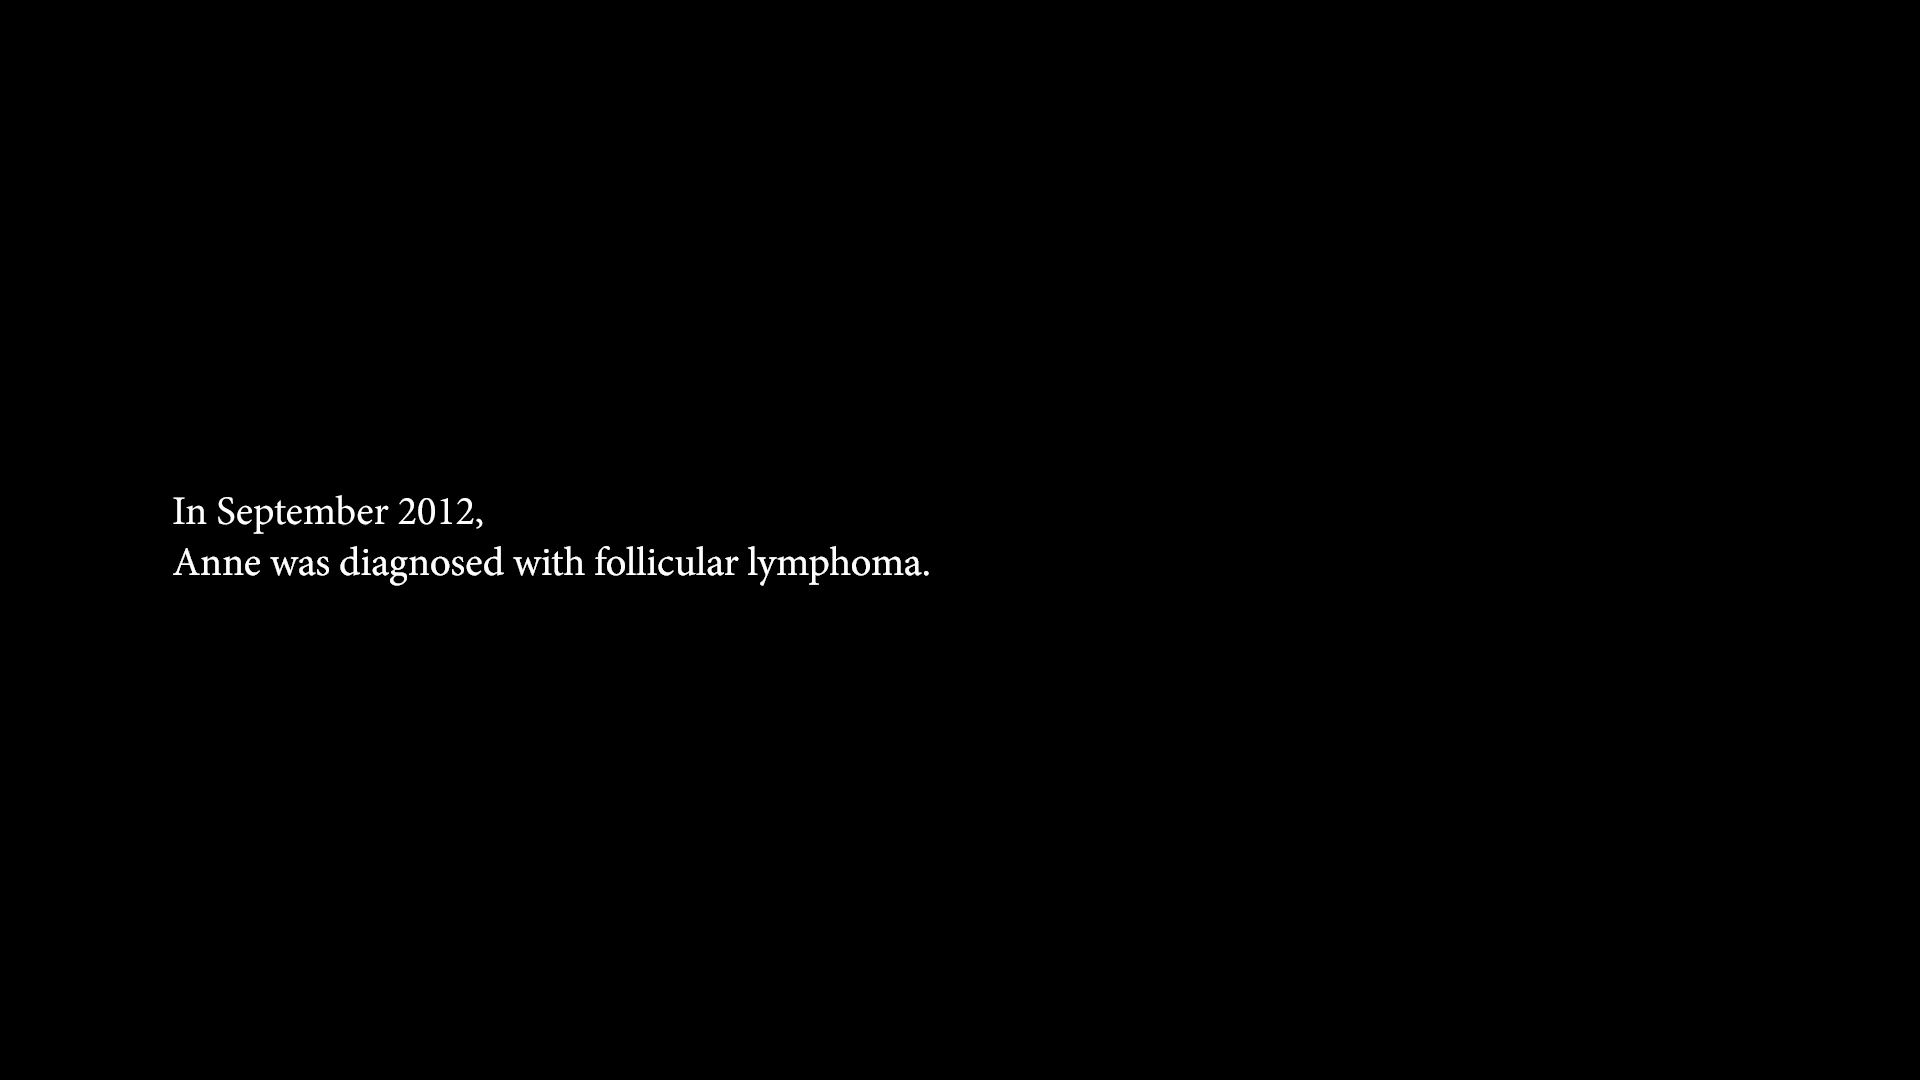 In September 2012,
Anne was diagnosed with follicular lymphoma.